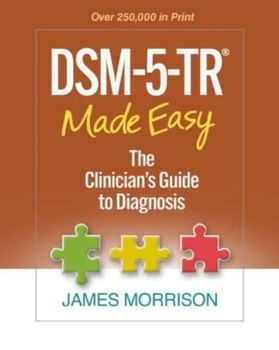 Over 250,000 in Print
DSM-5-TR®
Made Easy
The
Clinician's Guide
to Diagnosis
JAMES MORRISON